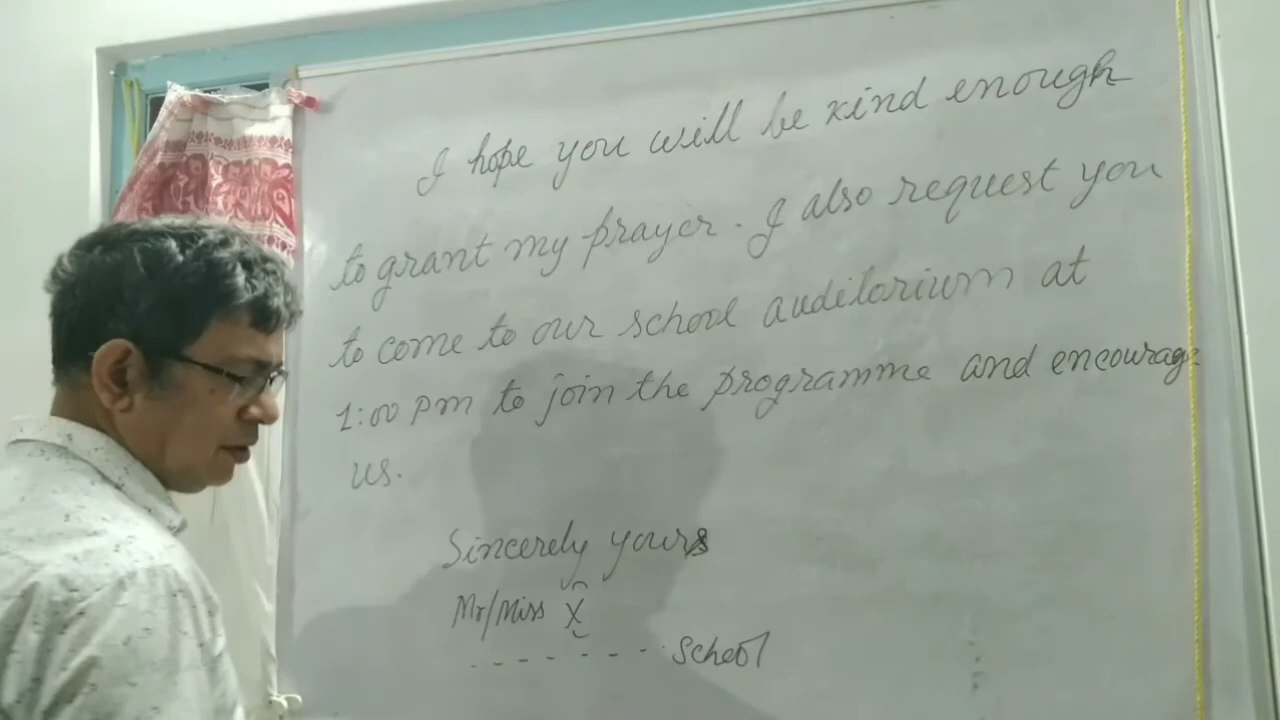 I hope you will be kind enough
to grant my prayer. I also request you
to come to our school auditorium at
1:00 pm to join the programme and encourage
us.
Sincerely yours
Mr/Miss X
- - - - - - - School